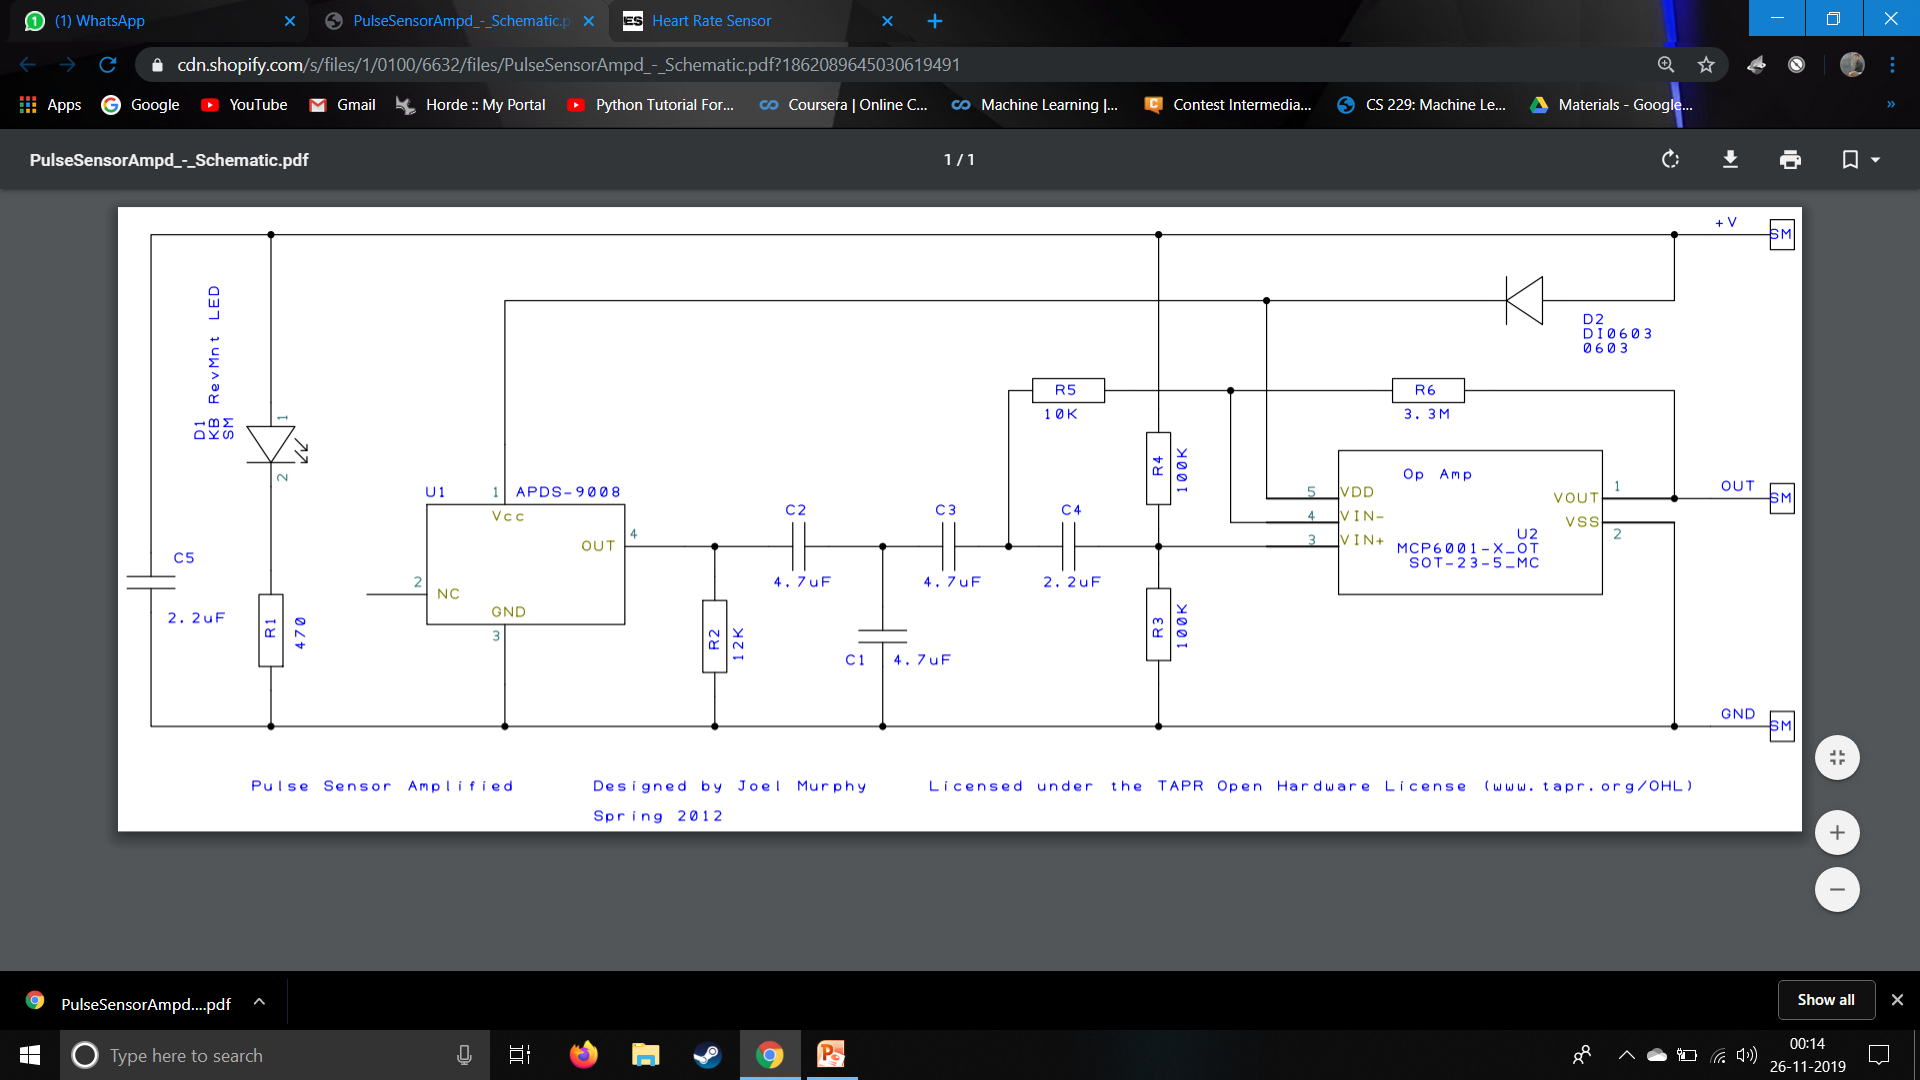 (1) WhatsApp
PulseSensorAmpd_-_Schematic.p
ES Heart Rate Sensor
cdn.shopify.com/s/files/1/0100/6632/files/PulseSensorAmpd_-_Schematic.pdf?1862089645030619491
Apps Google YouTube Gmail Horde :: My Portal Python Tutorial For... Coursera | Online C... Machine Learning |... Contest Intermedia... CS 229: Machine Le... Materials - Google... »
PulseSensorAmpd_-_Schematic.pdf 1 / 1
+V SM
D1
KB RevMnt LED
SM
1
2
D2
DI0603
0603
R5
10K
R6
3.3M
R4
100K
Op Amp
5 VDD
4 VIN-
3 VIN+
VOUT 1
VSS 2
U2
MCP6001-X_OT
SOT-23-5_MC
OUT SM
U1 1 APDS-9008
Vcc
OUT 4
2 NC
GND
3
C2
4.7uF
C3
4.7uF
C4
2.2uF
C5
2.2uF
R1
470
R2
12K
C1 4.7uF
R3
100K
GND SM
Pulse Sensor Amplified Designed by Joel Murphy Licensed under the TAPR Open Hardware License (www.tapr.org/OHL)
Spring 2012
PulseSensorAmpd....pdf
Show all
Type here to search
00:14
26-11-2019